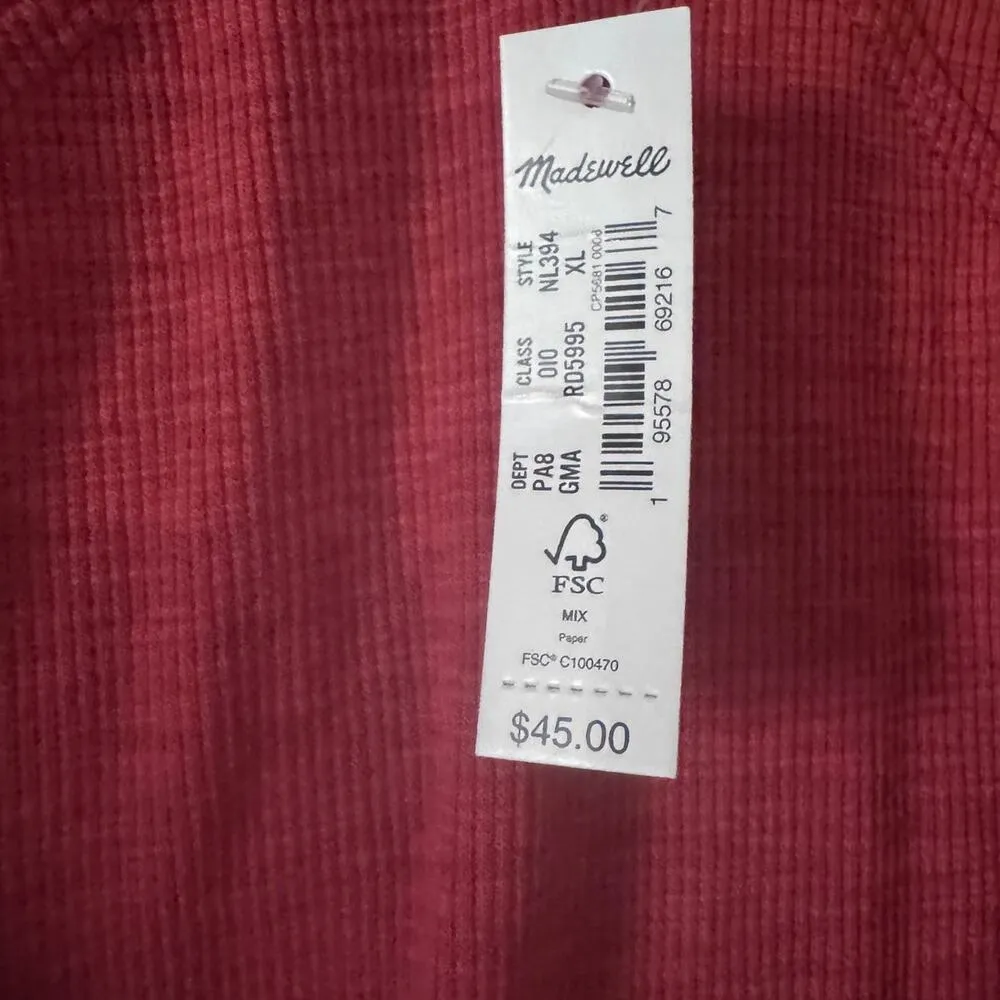 Madewell
STYLE CLASS DEPT
NL394 010 PA8
XL RD5995 GMA
CP5681 0006
1 95578 69216 7
FSC®
MIX
Paper
FSC® C100470
$45.00